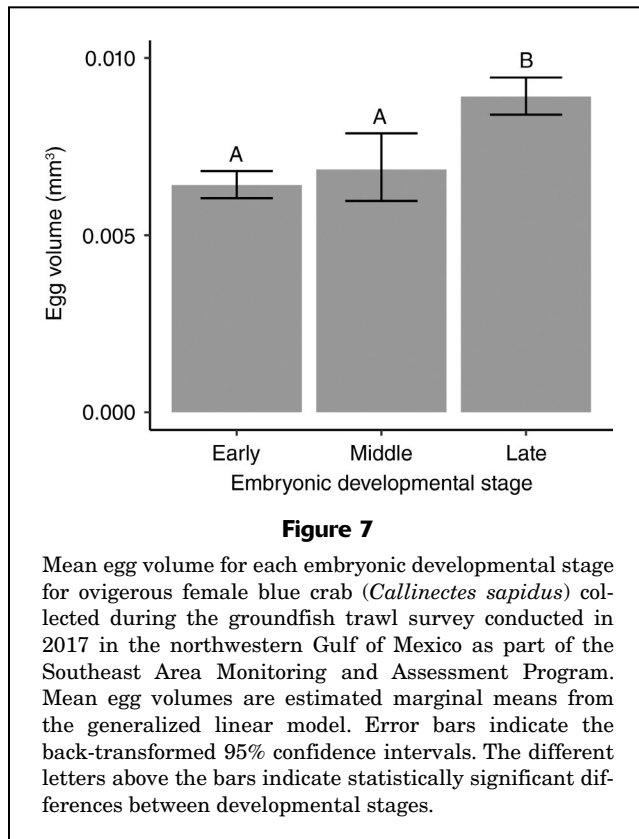 0.010
0.005
0.000
Egg volume (mm³)
A
A
B
Early
Middle
Late
Embryonic developmental stage
Figure 7
Mean egg volume for each embryonic developmental stage
for ovigerous female blue crab (Callinectes sapidus) col-
lected during the groundfish trawl survey conducted in
2017 in the northwestern Gulf of Mexico as part of the
Southeast Area Monitoring and Assessment Program.
Mean egg volumes are estimated marginal means from
the generalized linear model. Error bars indicate the
back-transformed 95% confidence intervals. The different
letters above the bars indicate statistically significant dif-
ferences between developmental stages.